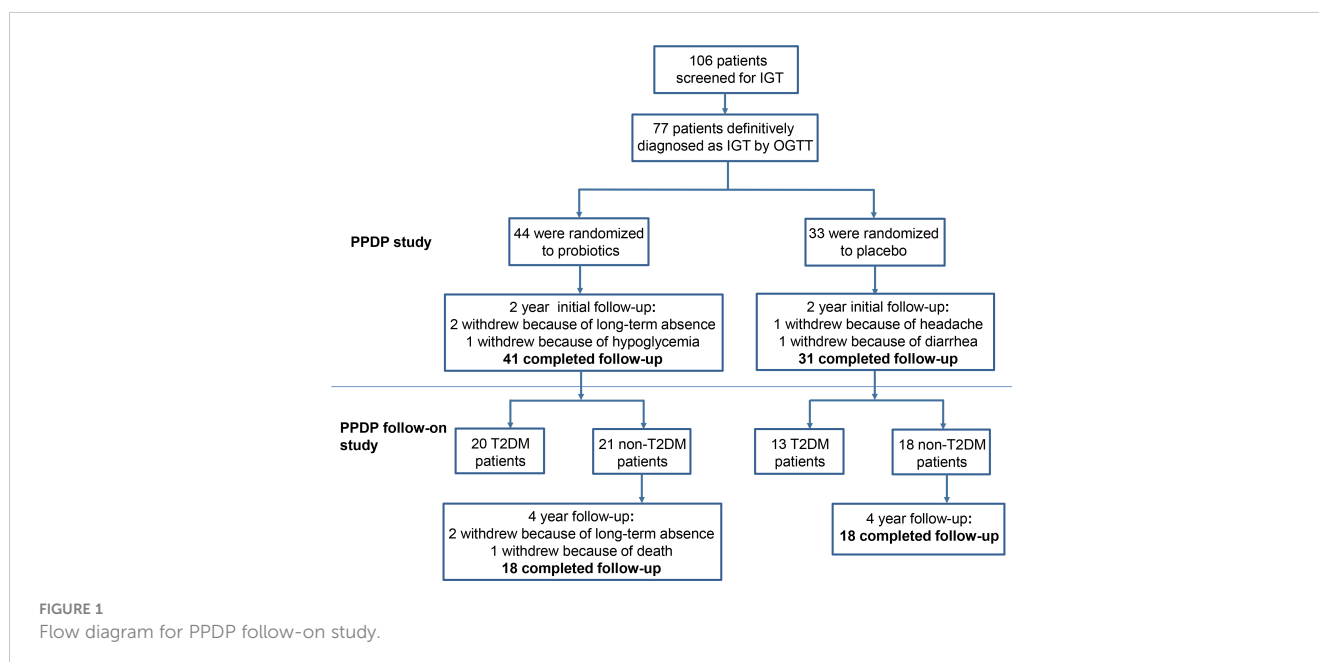 106 patients
screened for IGT
77 patients definitively
diagnosed as IGT by OGTT
PPDP study
44 were randomized
to probiotics
33 were randomized
to placebo
2 year initial follow-up:
2 withdrew because of long-term absence
1 withdrew because of hypoglycemia
41 completed follow-up
2 year initial follow-up:
1 withdrew because of headache
1 withdrew because of diarrhea
31 completed follow-up
PPDP follow-on
study
20 T2DM
patients
21 non-T2DM
patients
13 T2DM
patients
18 non-T2DM
patients
4 year follow-up:
2 withdrew because of long-term absence
1 withdrew because of death
18 completed follow-up
4 year follow-up:
18 completed follow-up
FIGURE 1
Flow diagram for PPDP follow-on study.